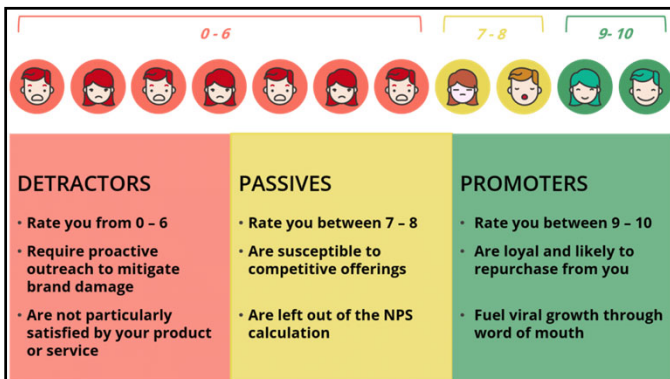 0 - 6
7 - 8
9- 10
DETRACTORS
• Rate you from 0 – 6
• Require proactive
outreach to mitigate
brand damage
• Are not particularly
satisfied by your product
or service
PASSIVES
• Rate you between 7 – 8
• Are susceptible to
competitive offerings
• Are left out of the NPS
calculation
PROMOTERS
• Rate you between 9 – 10
• Are loyal and likely to
repurchase from you
• Fuel viral growth through
word of mouth